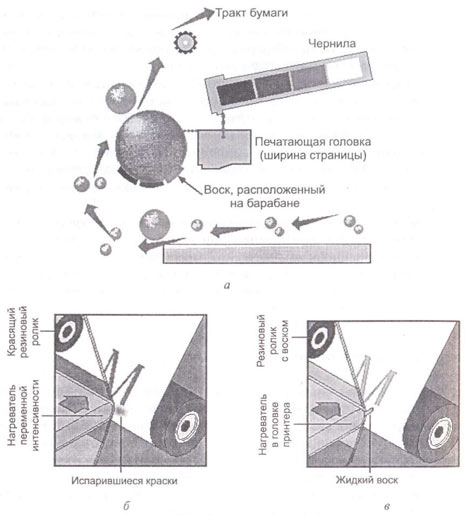 Тракт бумаги
Чернила
Печатающая головка
(ширина страницы)
Воск, расположенный
на барабане
а
Красящий
резиновый
ролик
Нагреватель
переменной
интенсивности
Испарившиеся краски
б
Резиновый
ролик
с воском
Нагреватель
в головке
принтера
Жидкий воск
в